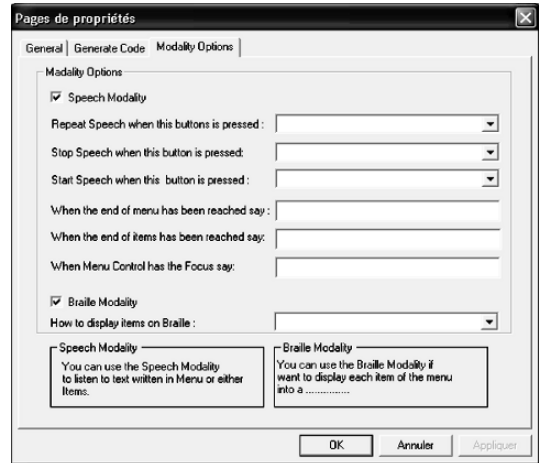 Pages de propriétés
General Generate Code Modality Options
Madality Options
Speech Modality
Repeat Speech when this buttons is pressed :
Stop Speech when this button is pressed:
Start Speech when this button is pressed :
When the end of menu has been reached say :
When the end of items has been reached say:
When Menu Control has the Focus say:
Braille Modality
How to display items on Braille :
Speech Modality
You can use the Speech Modality
to listen to text written in Menu or either
Items.
Braille Modality
You can use the Braille Modality if
want to display each item of the menu
into a ...............
OK Annuler Appliquer